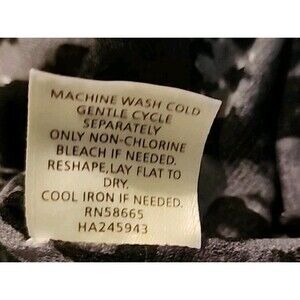 MACHINE WASH COLD
GENTLE CYCLE
SEPARATELY
ONLY NON-CHLORINE
BLEACH IF NEEDED.
RESHAPE,LAY FLAT TO
DRY.
COOL IRON IF NEEDED.
RN58665
HA245943